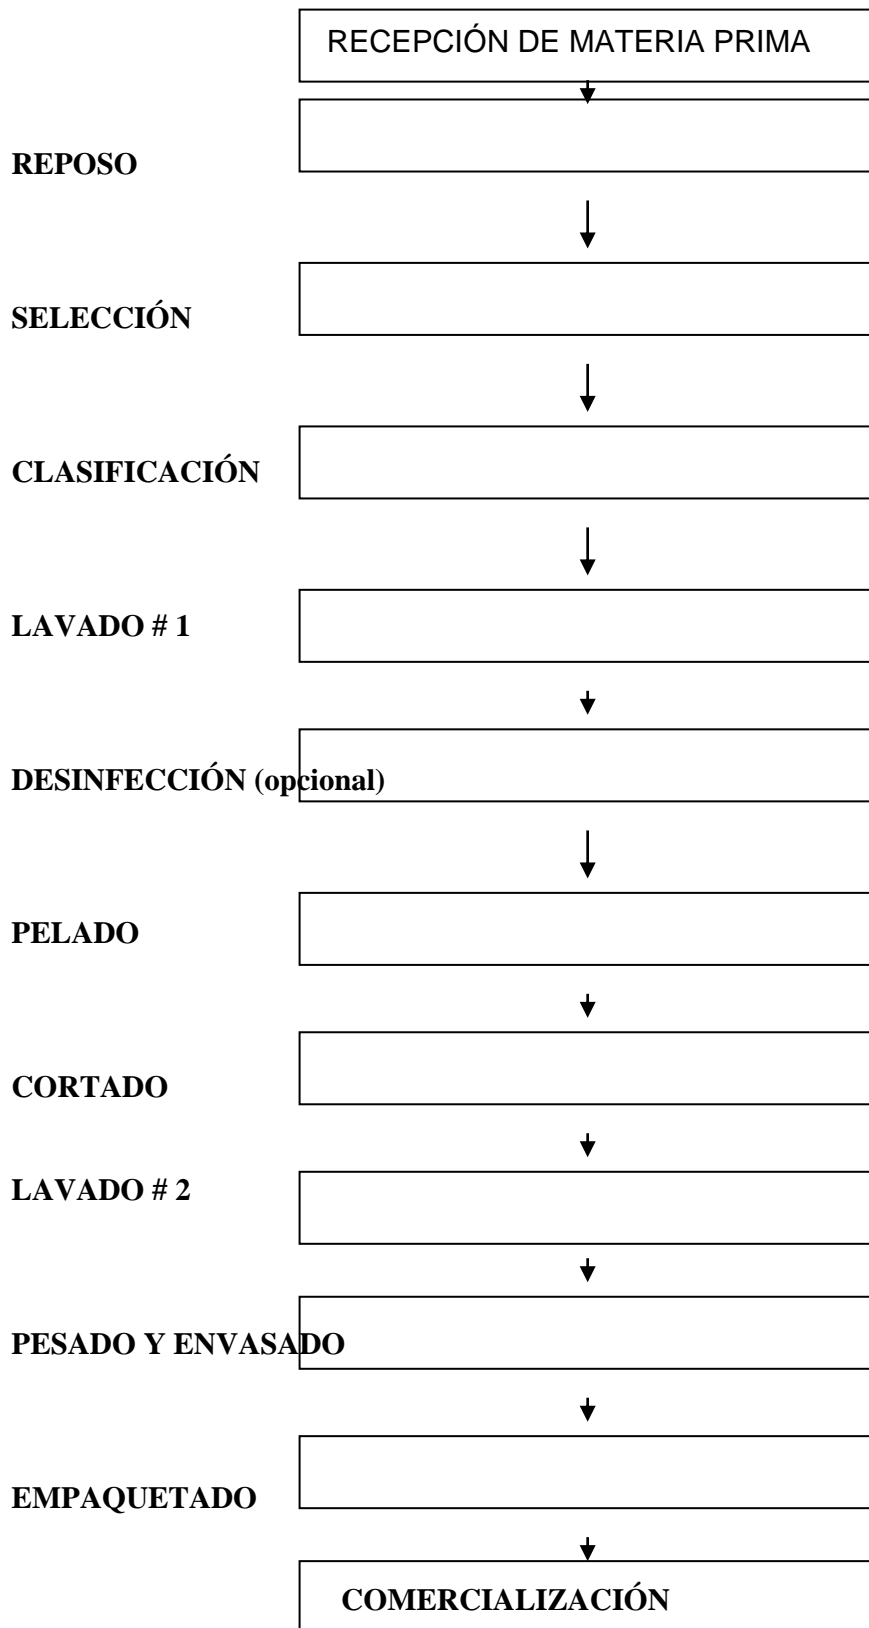 RECEPCIÓN DE MATERIA PRIMA
REPOSO
SELECCIÓN
CLASIFICACIÓN
LAVADO # 1
DESINFECCIÓN (opcional)
PELADO
CORTADO
LAVADO # 2
PESADO Y ENVASADO
EMPAQUETADO
COMERCIALIZACIÓN